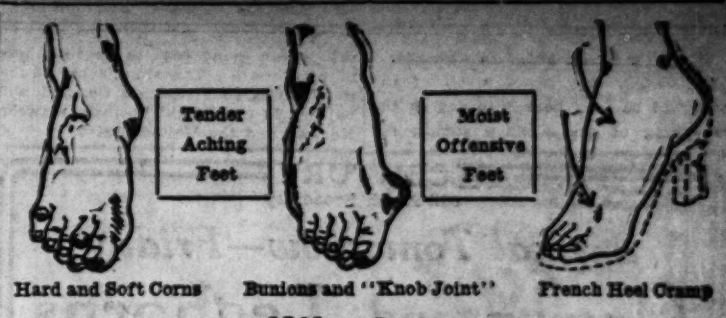 Tender
Aching
Feet
Moist
Offensive
Feet
Hard and Soft Corns
Bunions and "Knob Joint"
French Heel Cramp